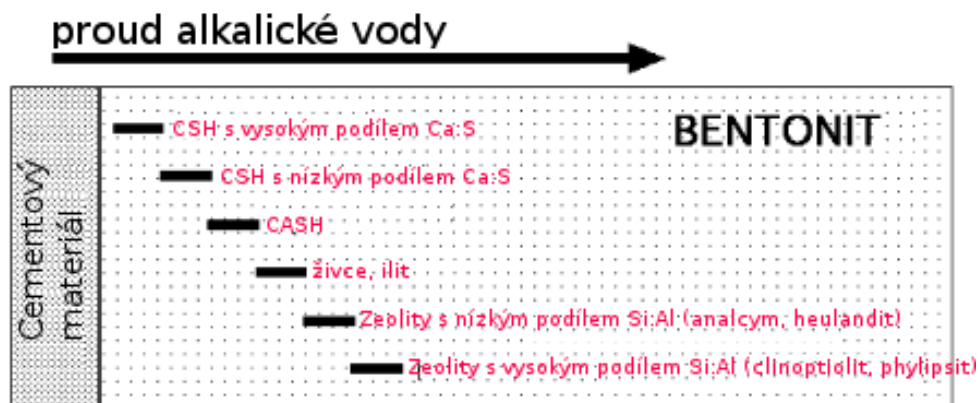 proud alkalické vody
CSH s vysokým podílem Ca:S
BENTONIT
CSH s nízkým podílem Ca:S
CASH
živce, ilit
Zeolity s nízkým podílem Si:Al (analcym, heulandit)
Zeolity s vysokým podílem Si:Al (clinoptiolit, phylipsit)
Cementový
materiál